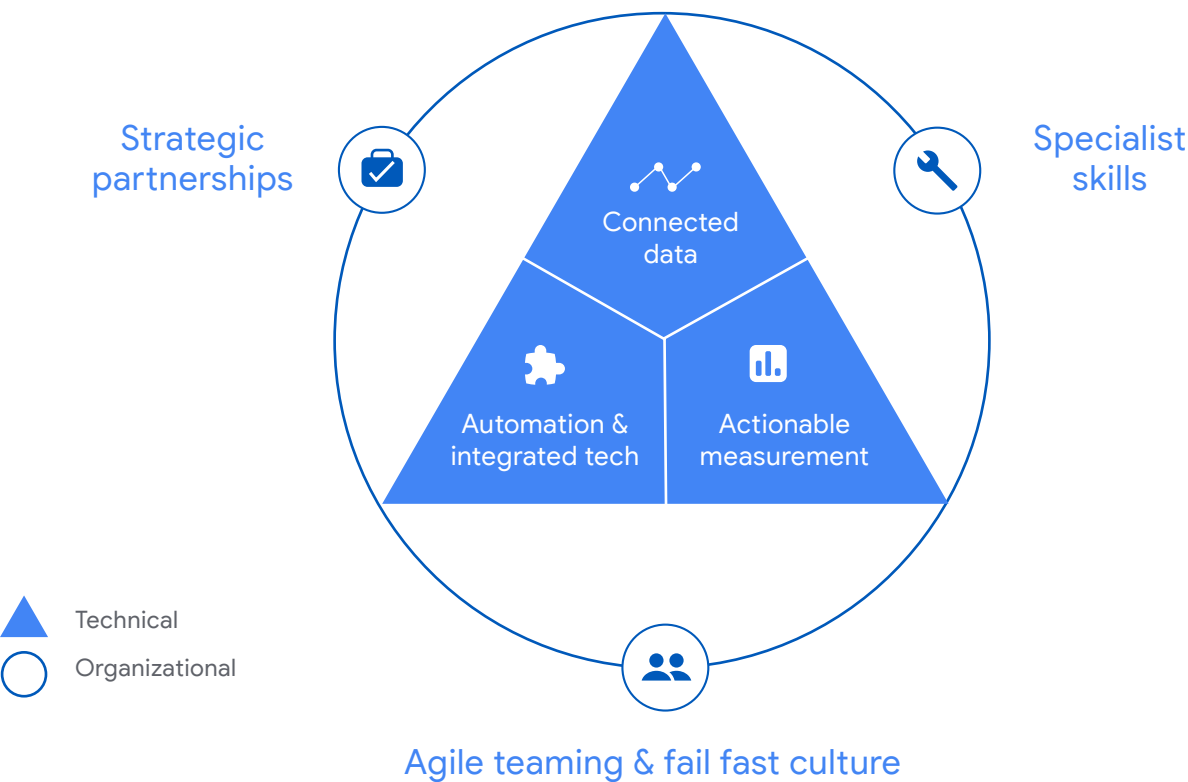 Strategic
partnerships
Specialist
skills
Connected
data
Automation &
integrated tech
Actionable
measurement
Technical
Organizational
Agile teaming & fail fast culture